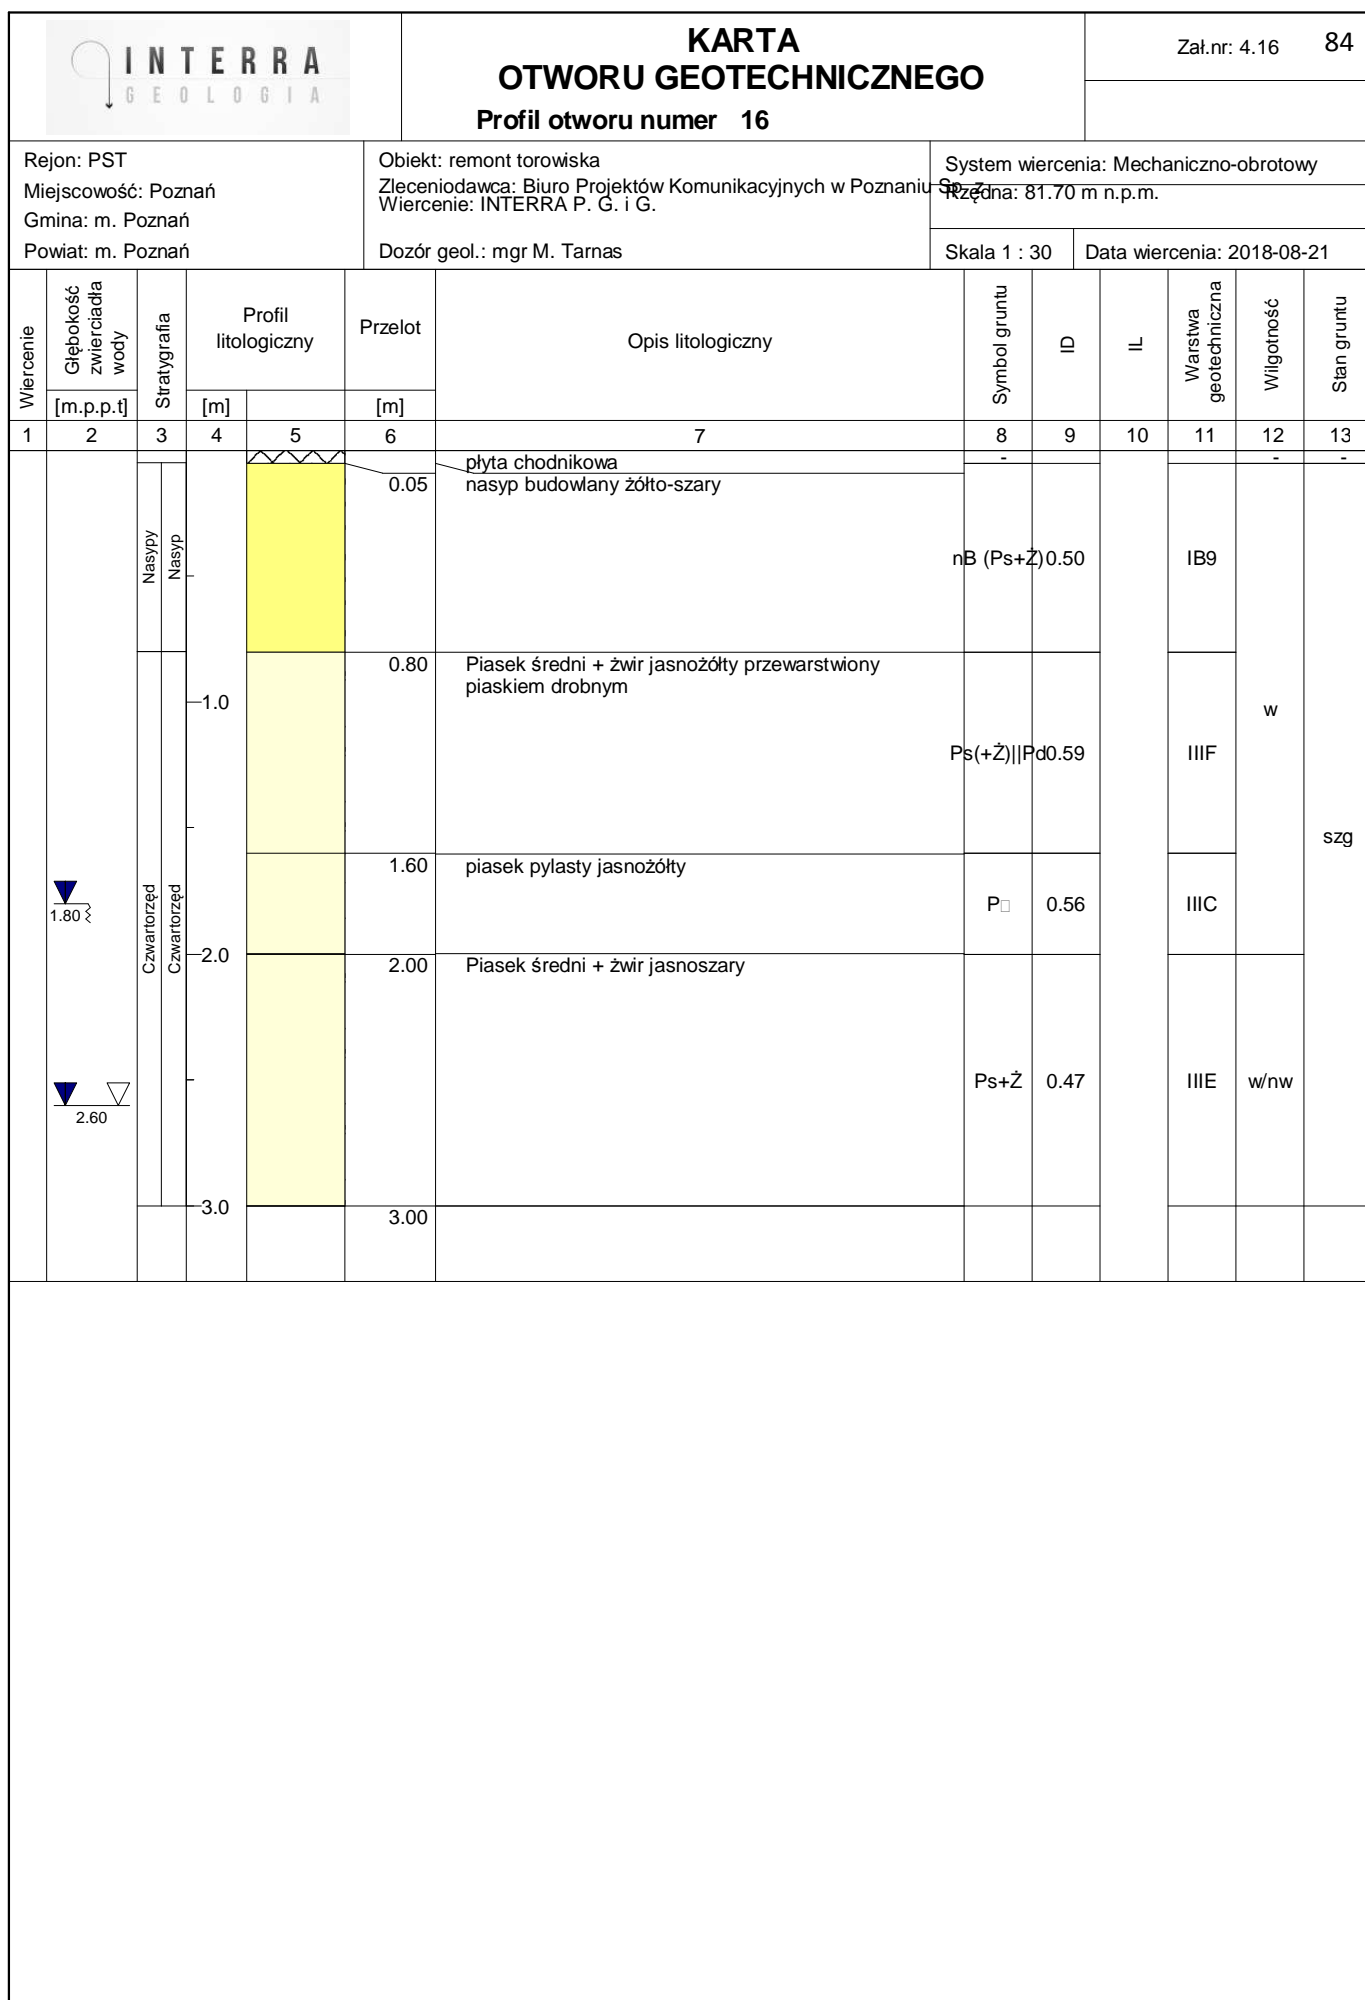 INTERRA
GEOLOGIA
KARTA
OTWORU GEOTECHNICZNEGO
Profil otworu numer 16
Zał.nr: 4.16
84
Rejon: PST
Miejscowość: Poznań
Gmina: m. Poznań
Powiat: m. Poznań
Obiekt: remont torowiska
Zleceniodawca: Biuro Projektów Komunikacyjnych w Poznaniu Sp. z
Wiercenie: INTERRA P. G. i G.
Dozór geol.: mgr M. Tarnas
System wiercenia: Mechaniczno-obrotowy
Rzędna: 81.70 m n.p.m.
Skala 1 : 30
Data wiercenia: 2018-08-21
Wiercenie
Głębokość
zwierciadła
wody
[m.p.p.t]
Stratygrafia
Profil
litologiczny
[m]
Przelot
[m]
Opis litologiczny
Symbol gruntu
ID
IL
Warstwa
geotechniczna
Wilgotność
Stan gruntu
1 2 3 4 5 6 7 8 9 10 11 12 13
płyta chodnikowa - - -
0.05 nasyp budowlany żółto-szary
Nasypy
Nasyp
nB (Ps+Ż) 0.50 IB9
0.80 Piasek średni + żwir jasnożółty przewarstwiony
piaskiem drobnym
1.0
w
Ps(+Ż)||Pd 0.59 IIIF
szg
1.60 piasek pylasty jasnożółty
1.80
P□ 0.56 IIIC
Czwartorzęd
Czwartorzęd
2.0
2.00 Piasek średni + żwir jasnoszary
Ps+Ż 0.47 IIIE w/nw
2.60
3.0
3.00